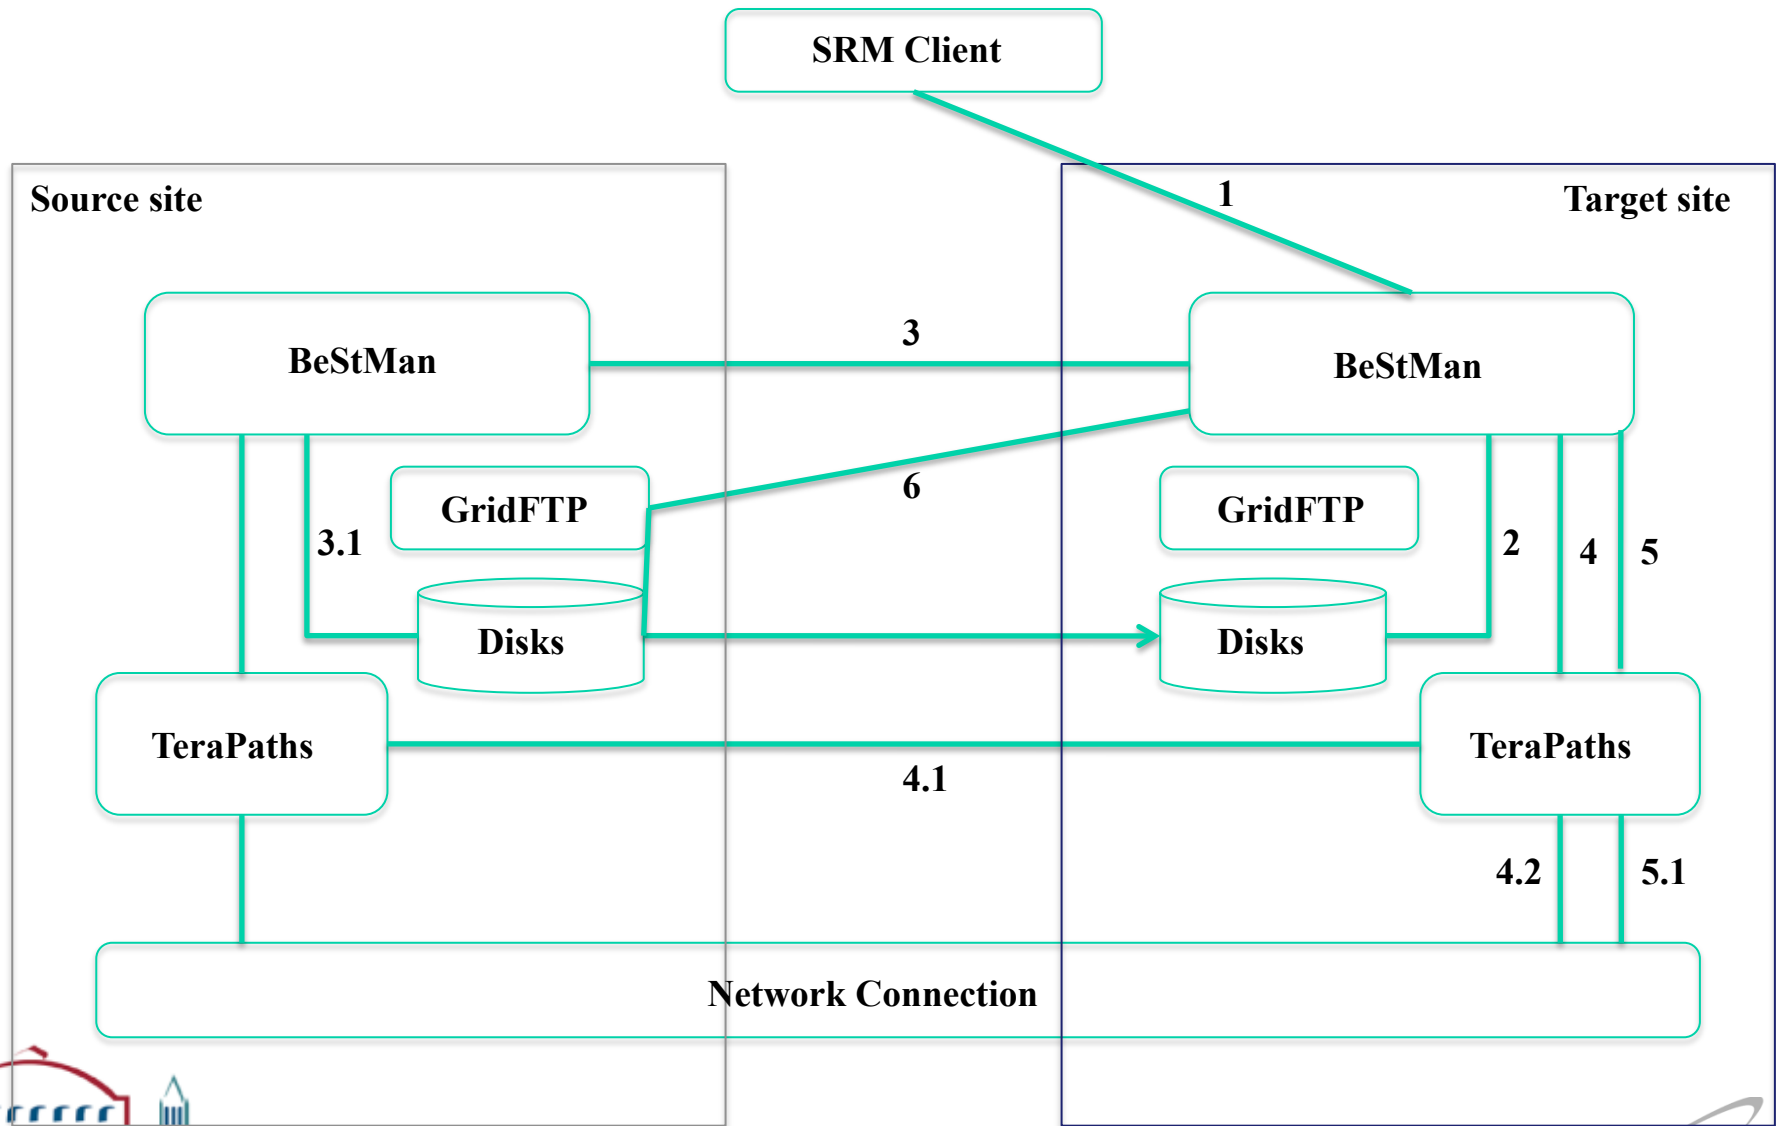 SRM Client
1
Source site
Target site
3
BeStMan
BeStMan
6
GridFTP
GridFTP
3.1
2
4
5
Disks
Disks
TeraPaths
TeraPaths
4.1
4.2
5.1
Network Connection